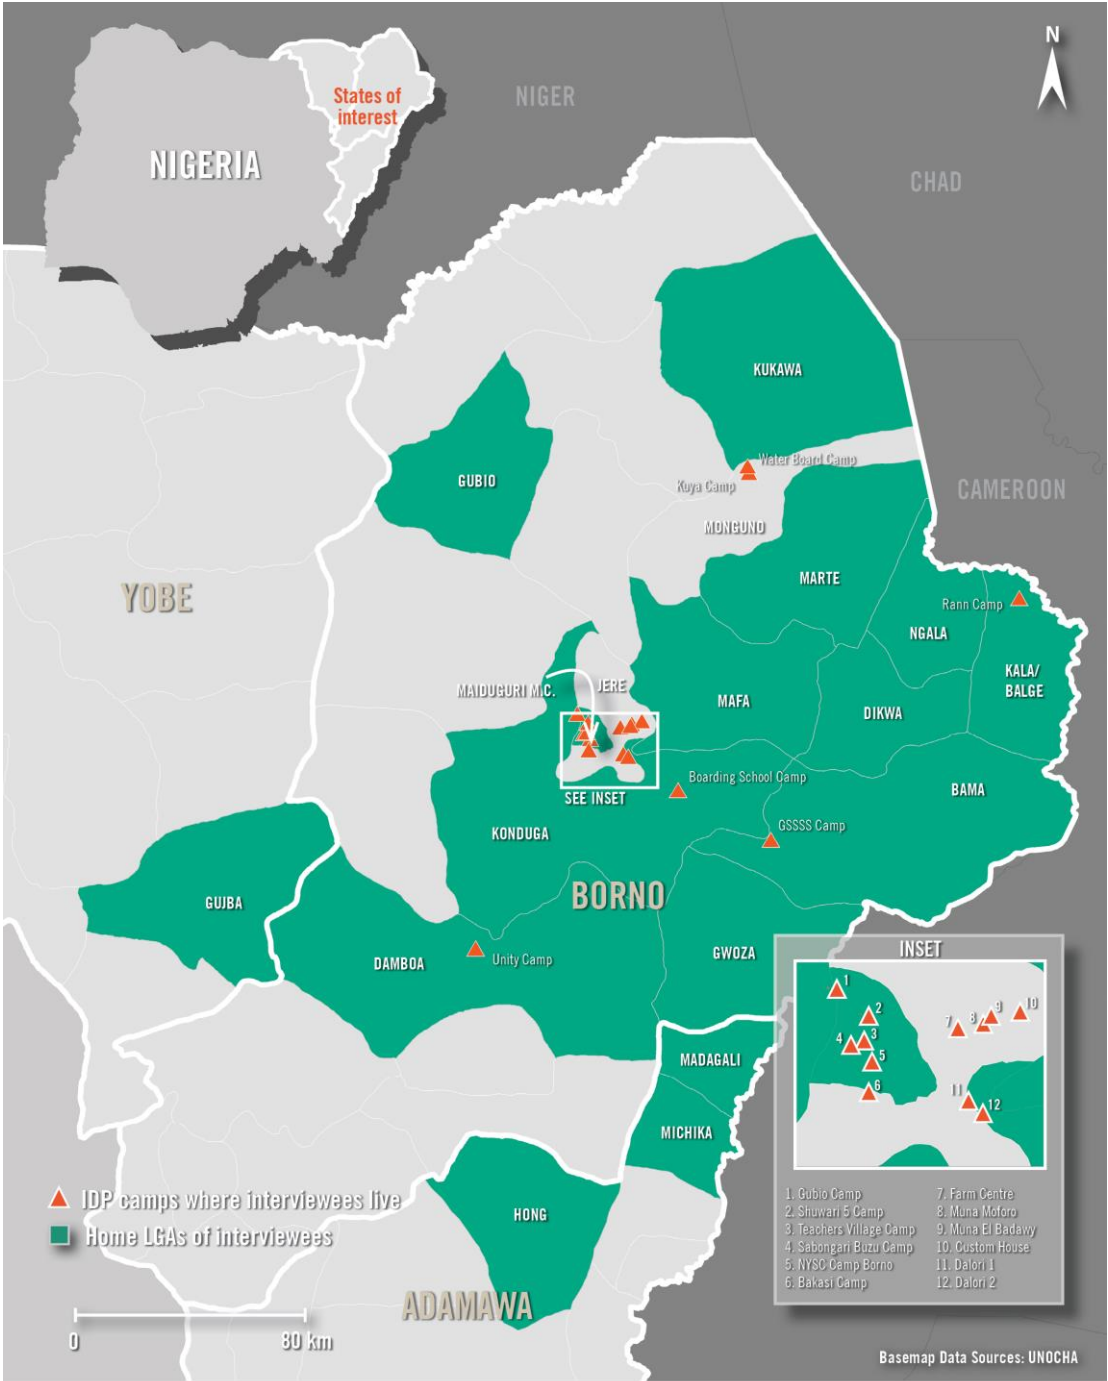 N
NIGER
States of
interest
NIGERIA
CHAD
KUKAWA
Water Board Camp
GUBIO
Kuya Camp
CAMEROON
MONGUNO
MARTE
YOBE
Rann Camp
NGALA
KALA/
BALGE
MAIDUGURI M.C.
JERE
MAFA
DIKWA
Boarding School Camp
BAMA
SEE INSET
GSSSS Camp
KONDUGA
BORNO
GUJBA
GWOZA
Unity Camp
DAMBOA
INSET
1
2
3
4
5
6
7
8
9
10
11
12
MADAGALI
MICHIKA
1. Gubio Camp
2. Shuwari 5 Camp
3. Teachers Village Camp
4. Sabongari Buzu Camp
5. NYSC Camp Borno
6. Bakasi Camp
7. Farm Centre
8. Muna Moforo
9. Muna El Badawy
10. Custom House
11. Dalori 1
12. Dalori 2
IDP camps where interviewees live
Home LGAs of interviewees
HONG
ADAMAWA
0
80 km
Basemap Data Sources: UNOCHA